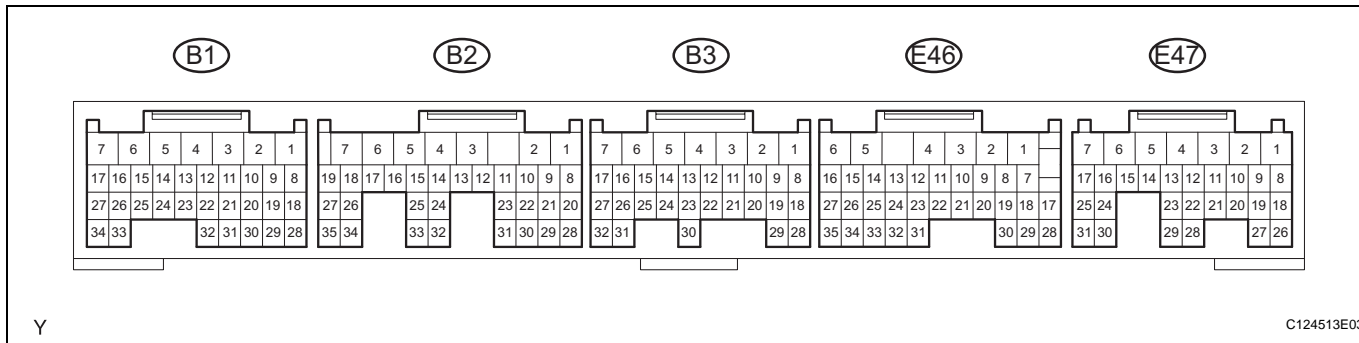 B1 B2 B3 E46 E47
7 6 5 4 3 2 1 7 6 5 4 3 2 1 7 6 5 4 3 2 1 6 5 4 3 2 1 7 6 5 4 3 2 1
17 16 15 14 13 12 11 10 9 8 19 18 17 16 15 14 13 12 11 10 9 8 17 16 15 14 13 12 11 10 9 8 16 15 14 13 12 11 10 9 8 7 17 16 15 14 13 12 11 10 9 8
27 26 25 24 23 22 21 20 19 18 27 26 25 24 23 22 21 20 27 26 25 24 23 22 21 20 19 18 27 26 25 24 23 22 21 20 19 18 17 25 24 23 22 21 20 19 18
34 33 32 31 30 29 28 35 34 33 32 31 30 29 28 32 31 30 29 28 35 34 33 32 31 30 29 28 31 30 29 28 27 26
Y C124513E03